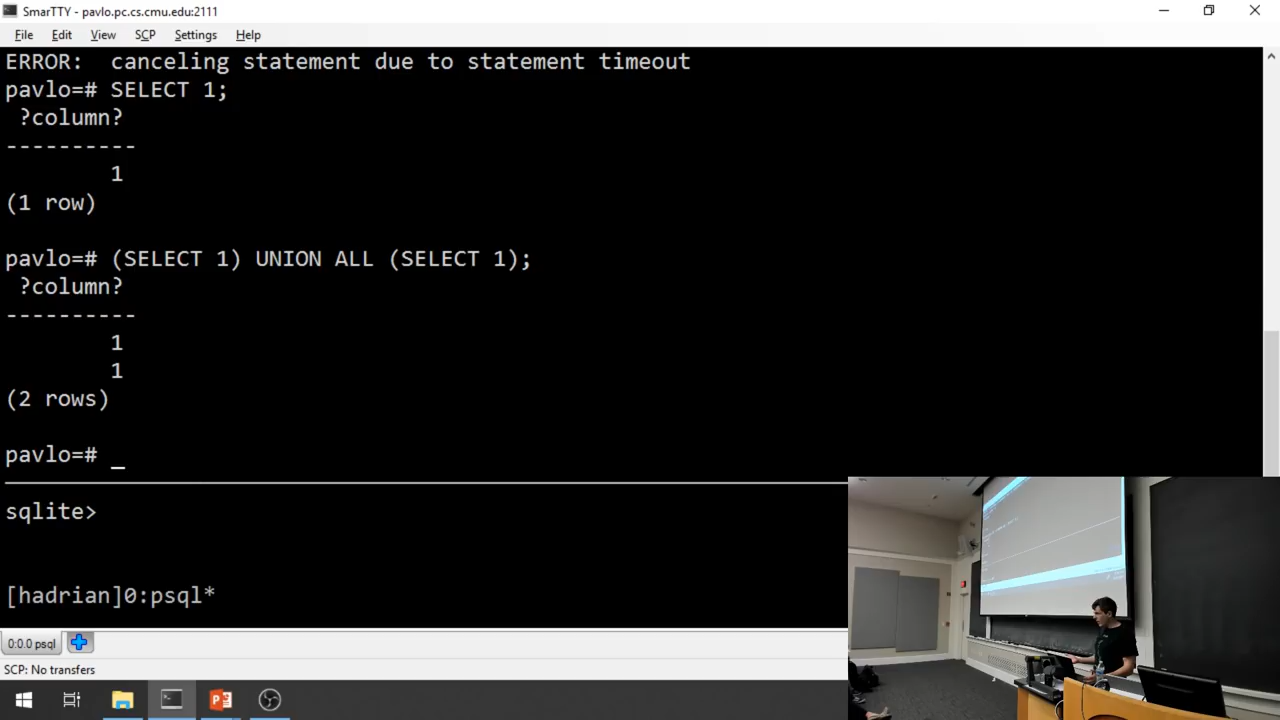 SmarTTY - pavlo.pc.cs.cmu.edu:2111
File Edit View SCP Settings Help
ERROR:  canceling statement due to statement timeout
pavlo=# SELECT 1;
 ?column?
----------
        1
(1 row)
pavlo=# (SELECT 1) UNION ALL (SELECT 1);
 ?column?
----------
        1
        1
(2 rows)
pavlo=# _
sqlite>
[hadrian]0:psql*
0:0.0 psql
SCP: No transfers